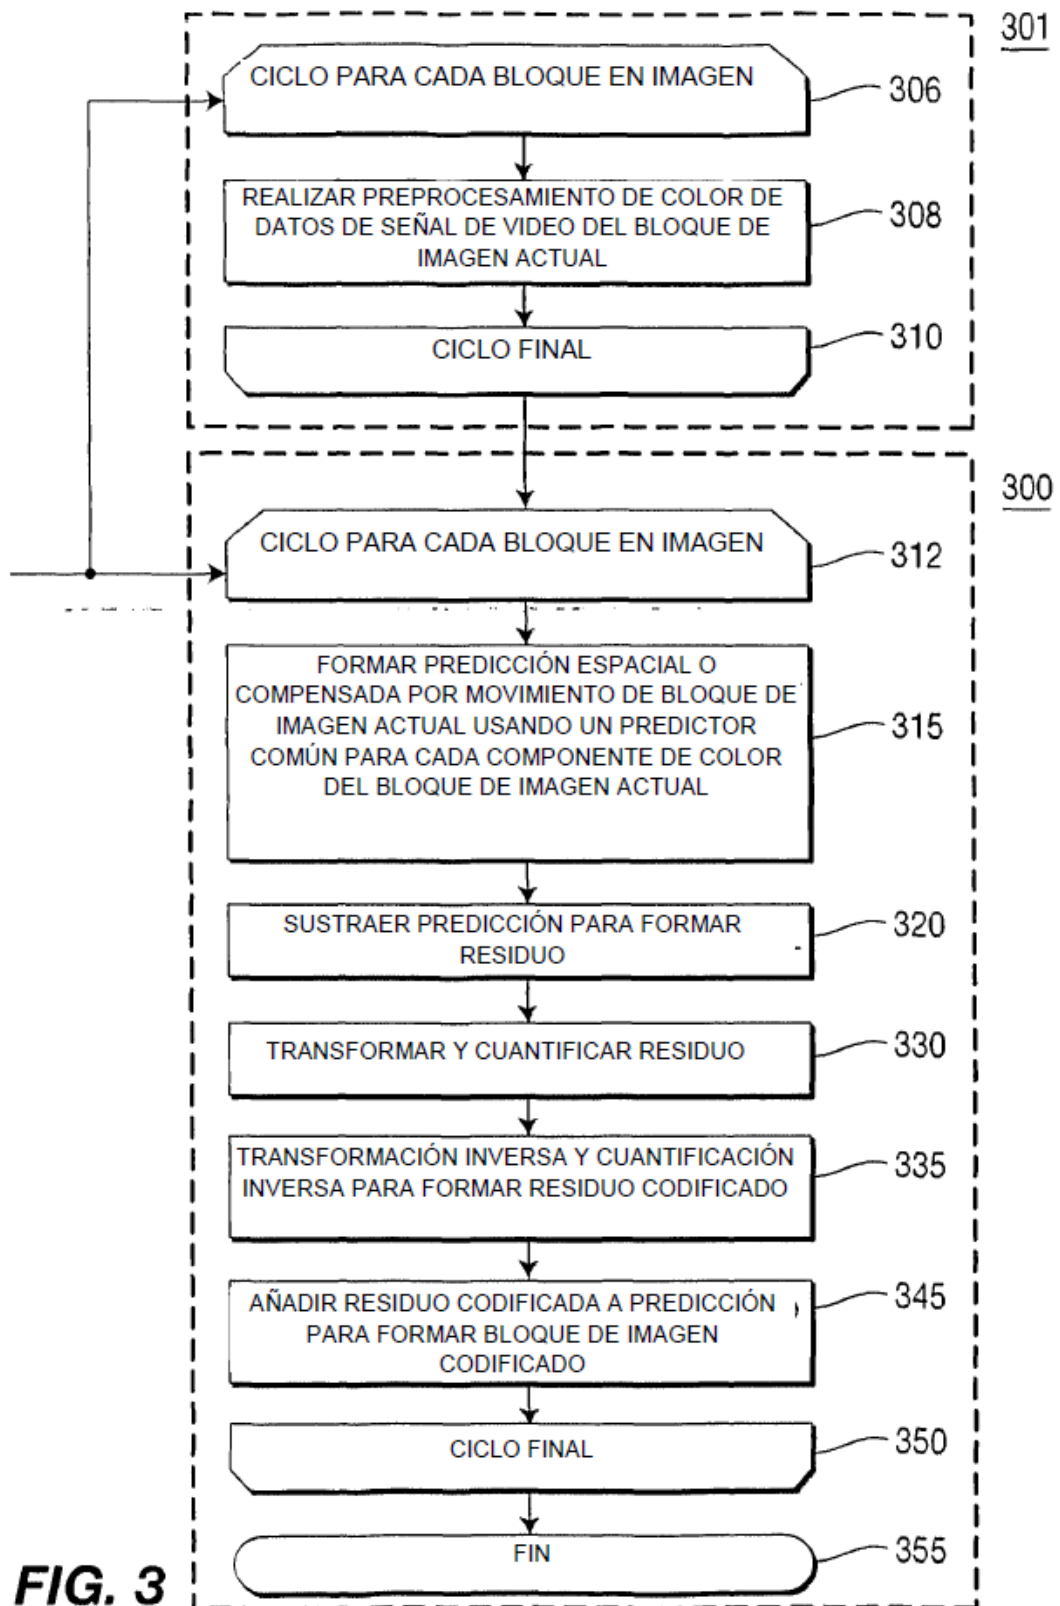 301
CICLO PARA CADA BLOQUE EN IMAGEN
306
REALIZAR PREPROCESAMIENTO DE COLOR DE
DATOS DE SEÑAL DE VIDEO DEL BLOQUE DE
IMAGEN ACTUAL
308
CICLO FINAL
310
300
CICLO PARA CADA BLOQUE EN IMAGEN
312
FORMAR PREDICCIÓN ESPACIAL O
COMPENSADA POR MOVIMIENTO DE BLOQUE DE
IMAGEN ACTUAL USANDO UN PREDICTOR
COMÚN PARA CADA COMPONENTE DE COLOR
DEL BLOQUE DE IMAGEN ACTUAL
315
SUSTRAER PREDICCIÓN PARA FORMAR
RESIDUO
320
TRANSFORMAR Y CUANTIFICAR RESIDUO
330
TRANSFORMACIÓN INVERSA Y CUANTIFICACIÓN
INVERSA PARA FORMAR RESIDUO CODIFICADO
335
AÑADIR RESIDUO CODIFICADA A PREDICCIÓN
PARA FORMAR BLOQUE DE IMAGEN
CODIFICADO
345
CICLO FINAL
350
FIN
355
FIG. 3